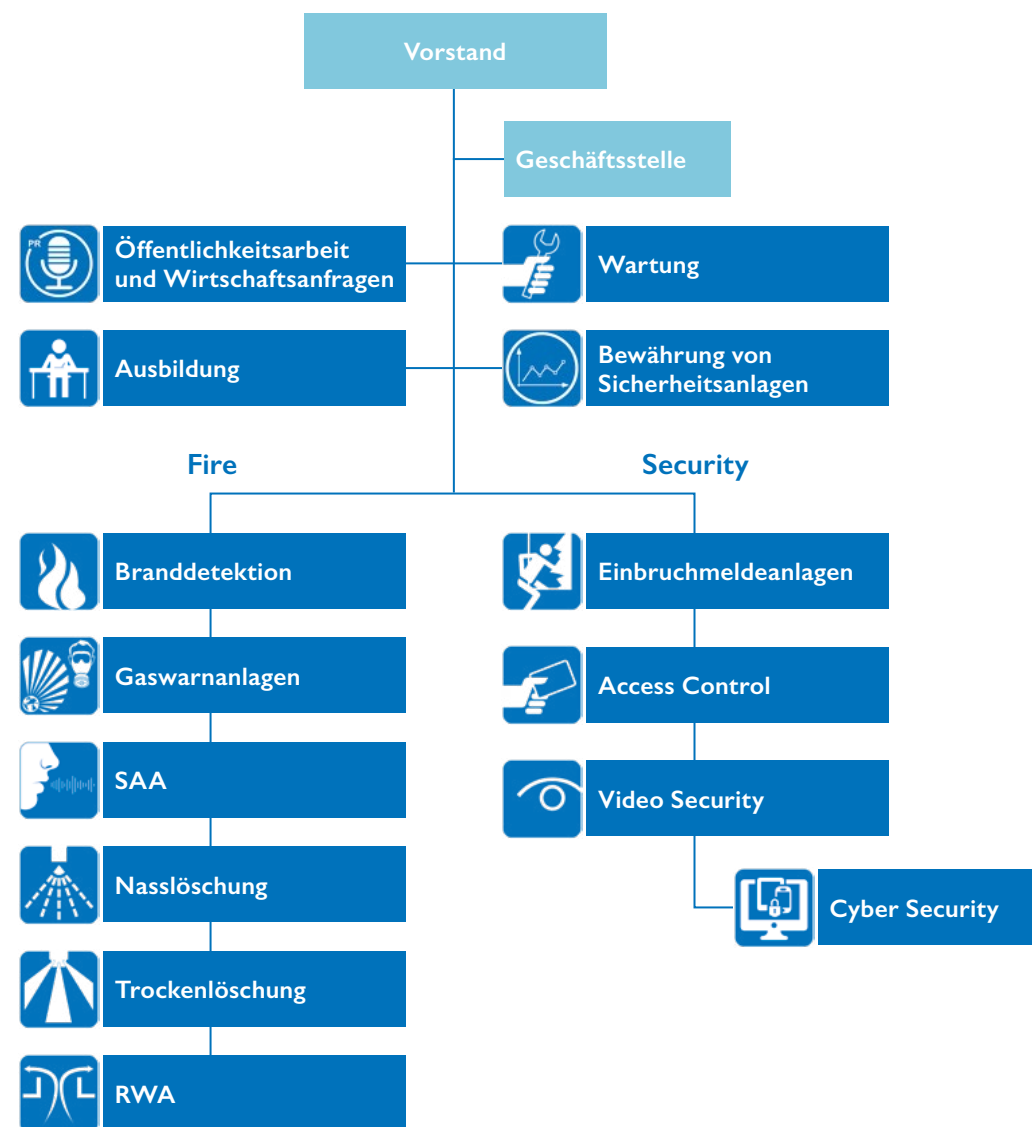 Vorstand
Geschäftsstelle
PR
Öffentlichkeitsarbeit
und Wirtschaftsanfragen
Wartung
Ausbildung
Bewährung von
Sicherheitsanlagen
Fire
Security
Branddetektion
Einbruchmeldeanlagen
Gaswarnanlagen
Access Control
SAA
Video Security
Nasslöschung
Cyber Security
Trockenlöschung
RWA